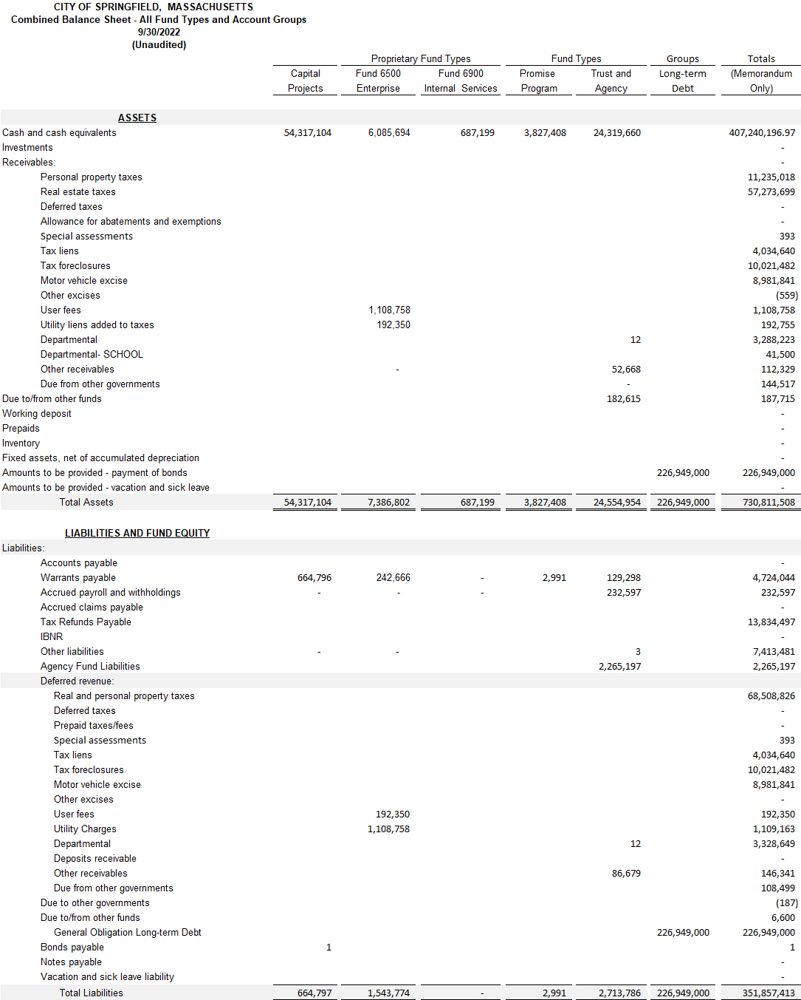 CITY OF SPRINGFIELD, MASSACHUSETTS
Combined Balance Sheet - All Fund Types and Account Groups
9/30/2022
(Unaudited)
Proprietary Fund Types Fund Types Groups Totals
Capital Fund 6500 Fund 6900 Promise Trust and Long-term (Memorandum
Projects Enterprise Internal Services Program Agency Debt Only)
ASSETS
Cash and cash equivalents 54,317,104 6,085,694 687,199 3,827,408 24,319,660 407,240,196.97
Investments -
Receivables: -
Personal property taxes 11,235,018
Real estate taxes 57,273,699
Deferred taxes -
Allowance for abatements and exemptions -
Special assessments 393
Tax liens 4,034,640
Tax foreclosures 10,021,482
Motor vehicle excise 8,981,841
Other excises (559)
User fees 1,108,758 1,108,758
Utility liens added to taxes 192,350 192,755
Departmental 12 3,288,223
Departmental- SCHOOL 41,500
Other receivables - 52,668 112,329
Due from other governments - 144,517
Due to/from other funds 182,615 187,715
Working deposit -
Prepaids -
Inventory -
Fixed assets, net of accumulated depreciation -
Amounts to be provided - payment of bonds 226,949,000 226,949,000
Amounts to be provided - vacation and sick leave -
Total Assets 54,317,104 7,386,802 687,199 3,827,408 24,554,954 226,949,000 730,811,508
LIABILITIES AND FUND EQUITY
Liabilities:
Accounts payable -
Warrants payable 664,796 242,666 - 2,991 129,298 4,724,044
Accrued payroll and withholdings - - - 232,597 232,597
Accrued claims payable -
Tax Refunds Payable 13,834,497
IBNR -
Other liabilities - - 3 7,413,481
Agency Fund Liabilities 2,265,197 2,265,197
Deferred revenue:
Real and personal property taxes 68,508,826
Deferred taxes -
Prepaid taxes/fees -
Special assessments 393
Tax liens 4,034,640
Tax foreclosures 10,021,482
Motor vehicle excise 8,981,841
Other excises -
User fees 192,350 192,350
Utility Charges 1,108,758 1,109,163
Departmental 12 3,328,649
Deposits receivable -
Other receivables 86,679 146,341
Due from other governments 108,499
Due to other governments (187)
Due to/from other funds 6,600
General Obligation Long-term Debt 226,949,000 226,949,000
Bonds payable 1 1
Notes payable -
Vacation and sick leave liability -
Total Liabilities 664,797 1,543,774 - 2,991 2,713,786 226,949,000 351,857,413